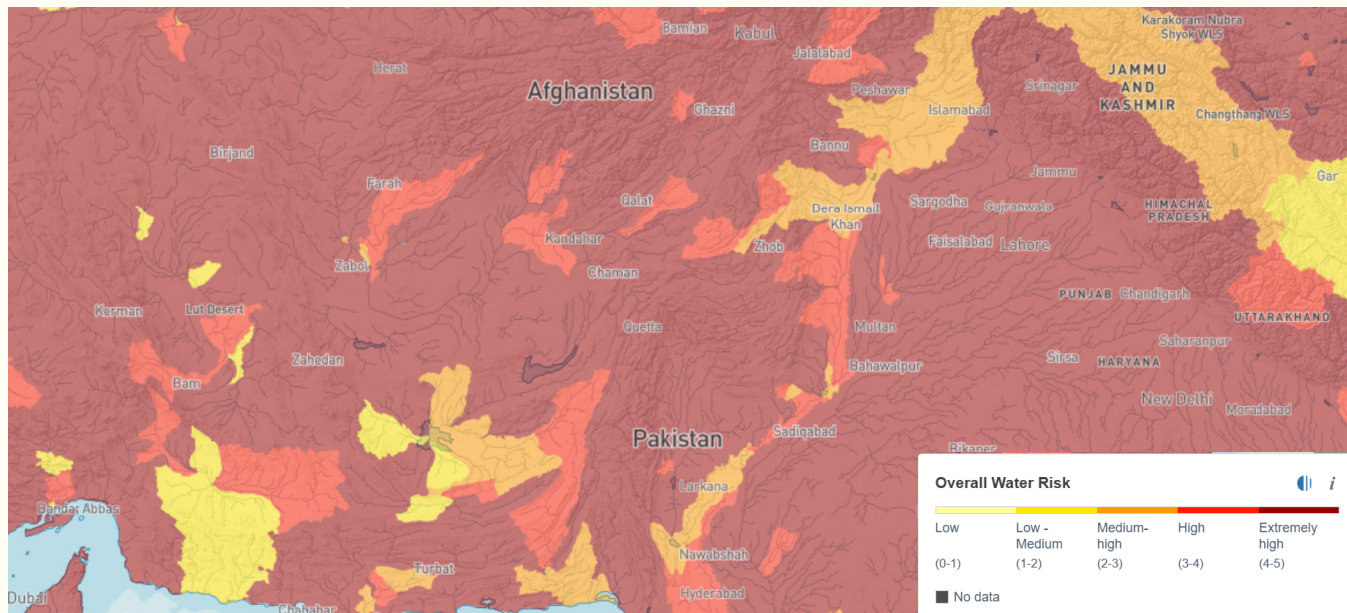 Karakoram Nubra
Shyok WLS
Bamian
Kabul
Jalalabad
Herat
JAMMU
AND
KASHMIR
Afghanistan
Peshawar
Srinagar
Islamabad
Ghazni
Changthang WLS
Bannu
Birjand
Jammu
Gar
Farah
Qalat
Dera Ismail
Khan
Sargodha
Gujranwala
HIMACHAL
PRADESH
Kandahar
Zhob
Faisalabad
Lahore
Zabol
Chaman
PUNJAB
Chandigarh
Kerman
Lut Desert
UTTARAKHAND
Quetta
Multan
Saharanpur
Zahedan
Sirsa
HARYANA
Bahawalpur
Bam
New Delhi
Moradabad
Pakistan
Sadiqabad
Bikaner
Larkana
Bandar Abbas
Nawabshah
Turbat
Hyderabad
Dubai
Chabahar
Overall Water Risk
i
Low
Low -
Medium
Medium-
high
High
Extremely
high
(0-1)
(1-2)
(2-3)
(3-4)
(4-5)
No data